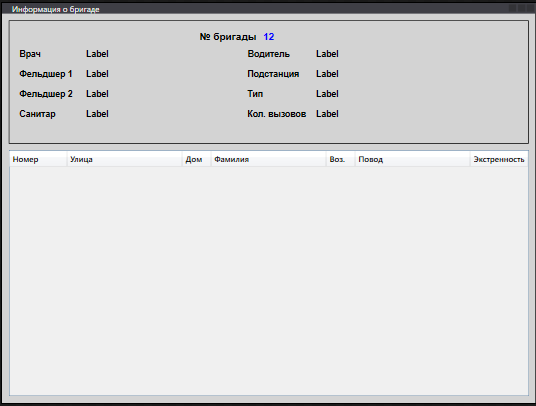 Информация о бригаде
№ бригады 12
Врач Label Водитель Label
Фельдшер 1 Label Подстанция Label
Фельдшер 2 Label Тип Label
Санитар Label Кол. вызовов Label
Номер Улица Дом Фамилия Воз. Повод Экстренность